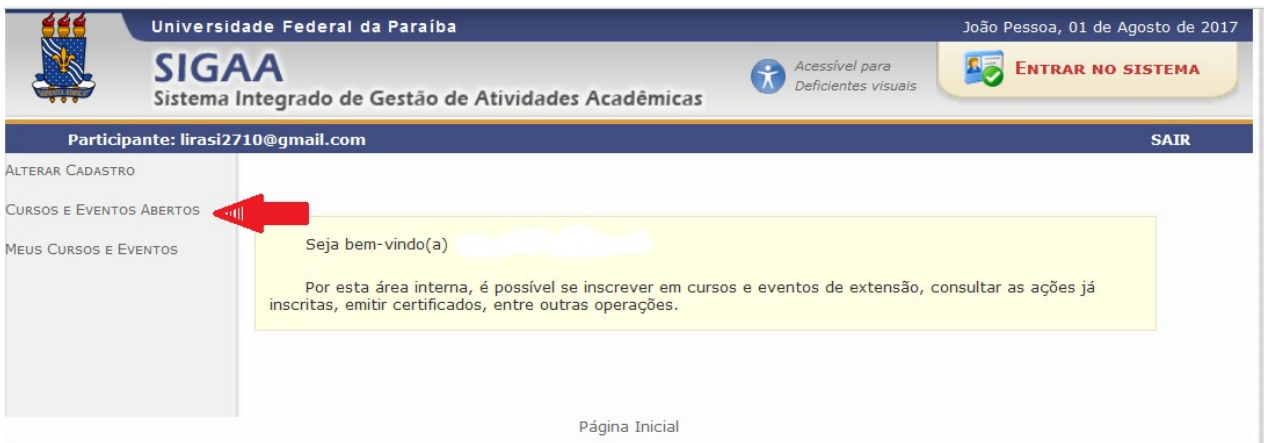 Universidade Federal da Paraíba
João Pessoa, 01 de Agosto de 2017
SIGAA
Sistema Integrado de Gestão de Atividades Acadêmicas
Acessível para
Deficientes visuais
ENTRAR NO SISTEMA
Participante: lirasi2710@gmail.com
SAIR
ALTERAR CADASTRO
CURSOS E EVENTOS ABERTOS
MEUS CURSOS E EVENTOS
Seja bem-vindo(a)
Por esta área interna, é possível se inscrever em cursos e eventos de extensão, consultar as ações já
inscritas, emitir certificados, entre outras operações.
Página Inicial